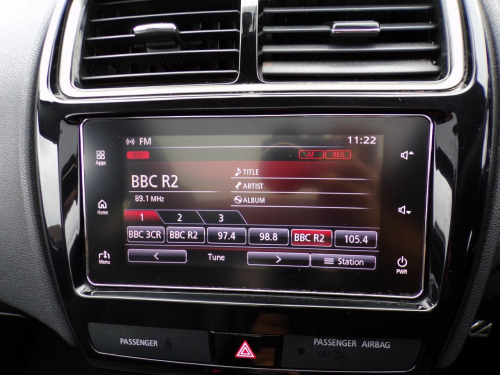 FM 11:22
AF REG
Apps
BBC R2
89.1 MHz
TITLE
ARTIST
ALBUM
Home
1 2 3
BBC 3CR BBC R2 97.4 98.8 BBC R2 105.4
Menu
< Tune > Station
PWR
PASSENGER PASSENGER AIRBAG